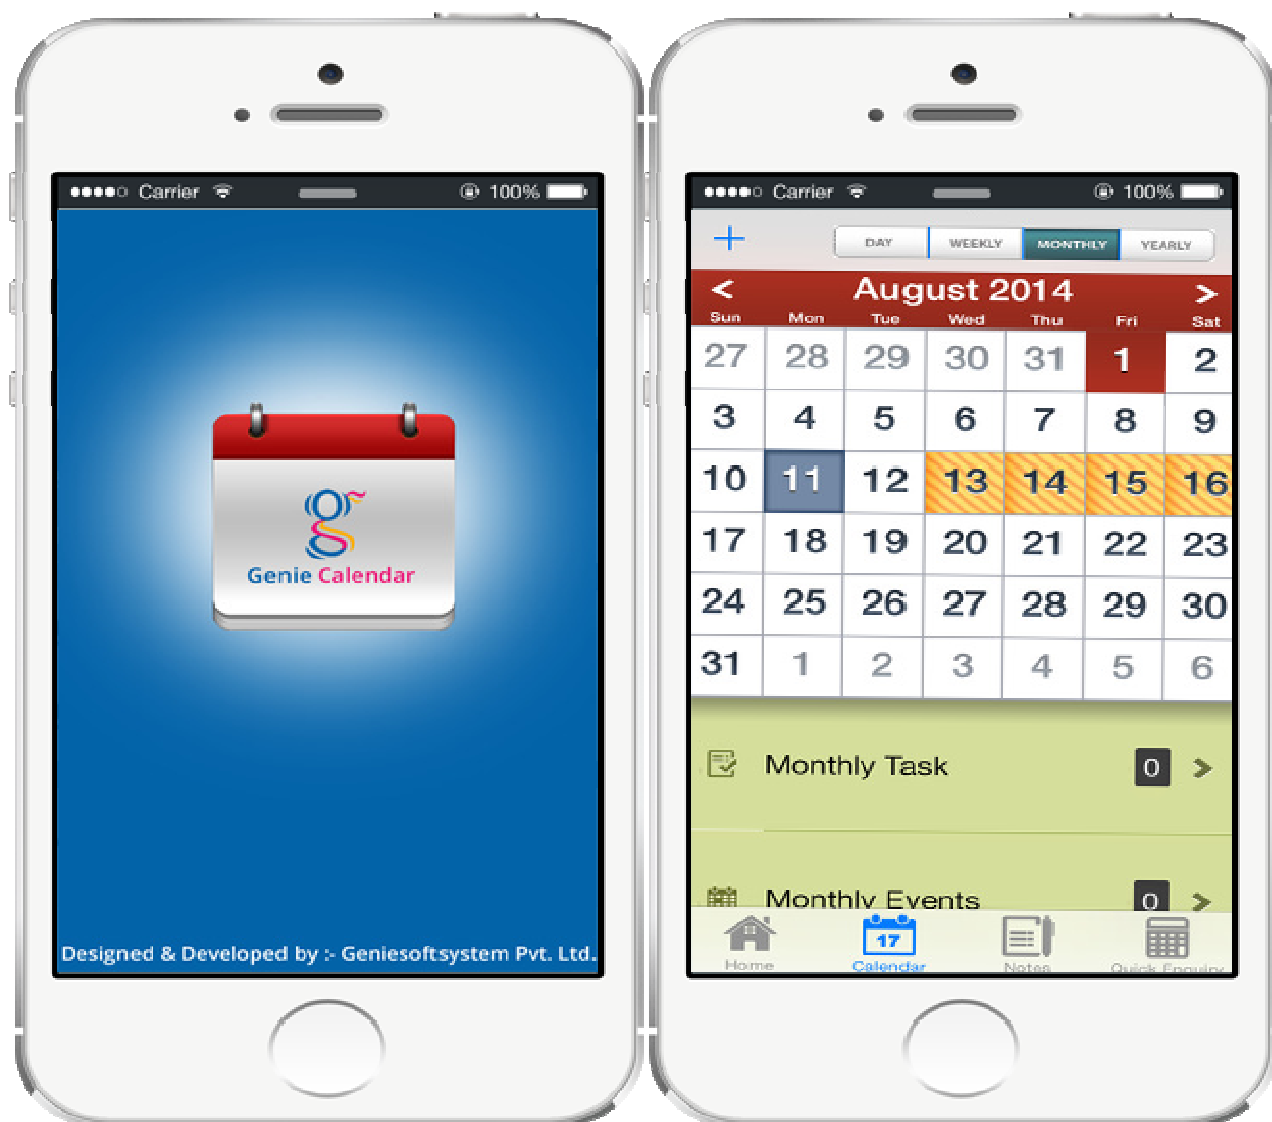 Carrier 100%
g
Genie Calendar
Designed & Developed by :- Geniesoftsystem Pvt. Ltd.
Carrier 100%
+ DAY WEEKLY MONTHLY YEARLY
< August 2014 >
Sun Mon Tue Wed Thu Fri Sat
27 28 29 30 31 1 2
3 4 5 6 7 8 9
10 11 12 13 14 15 16
17 18 19 20 21 22 23
24 25 26 27 28 29 30
31 1 2 3 4 5 6
Monthly Task 0 >
Monthly Events 0 >
17
Home Calendar Notes Quick Enquiry